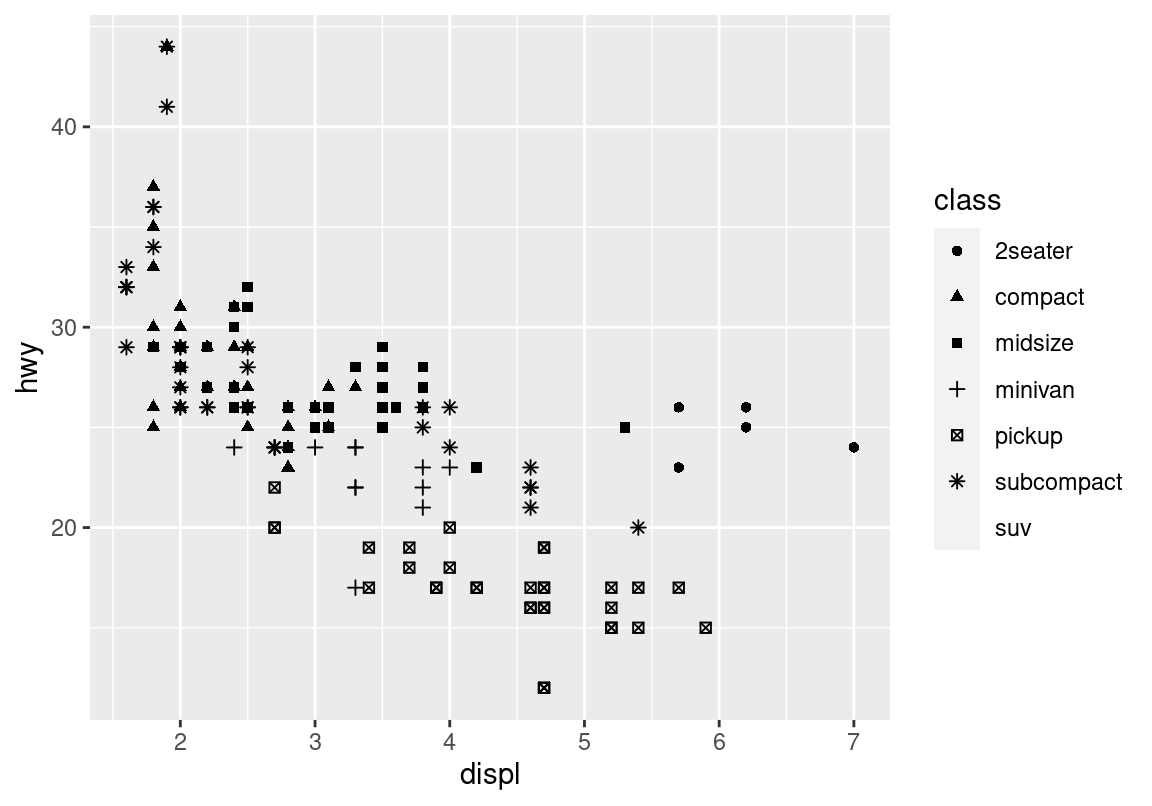 40
30
20
hwy
2 3 4 5 6 7
displ
class
2seater
compact
midsize
minivan
pickup
subcompact
suv